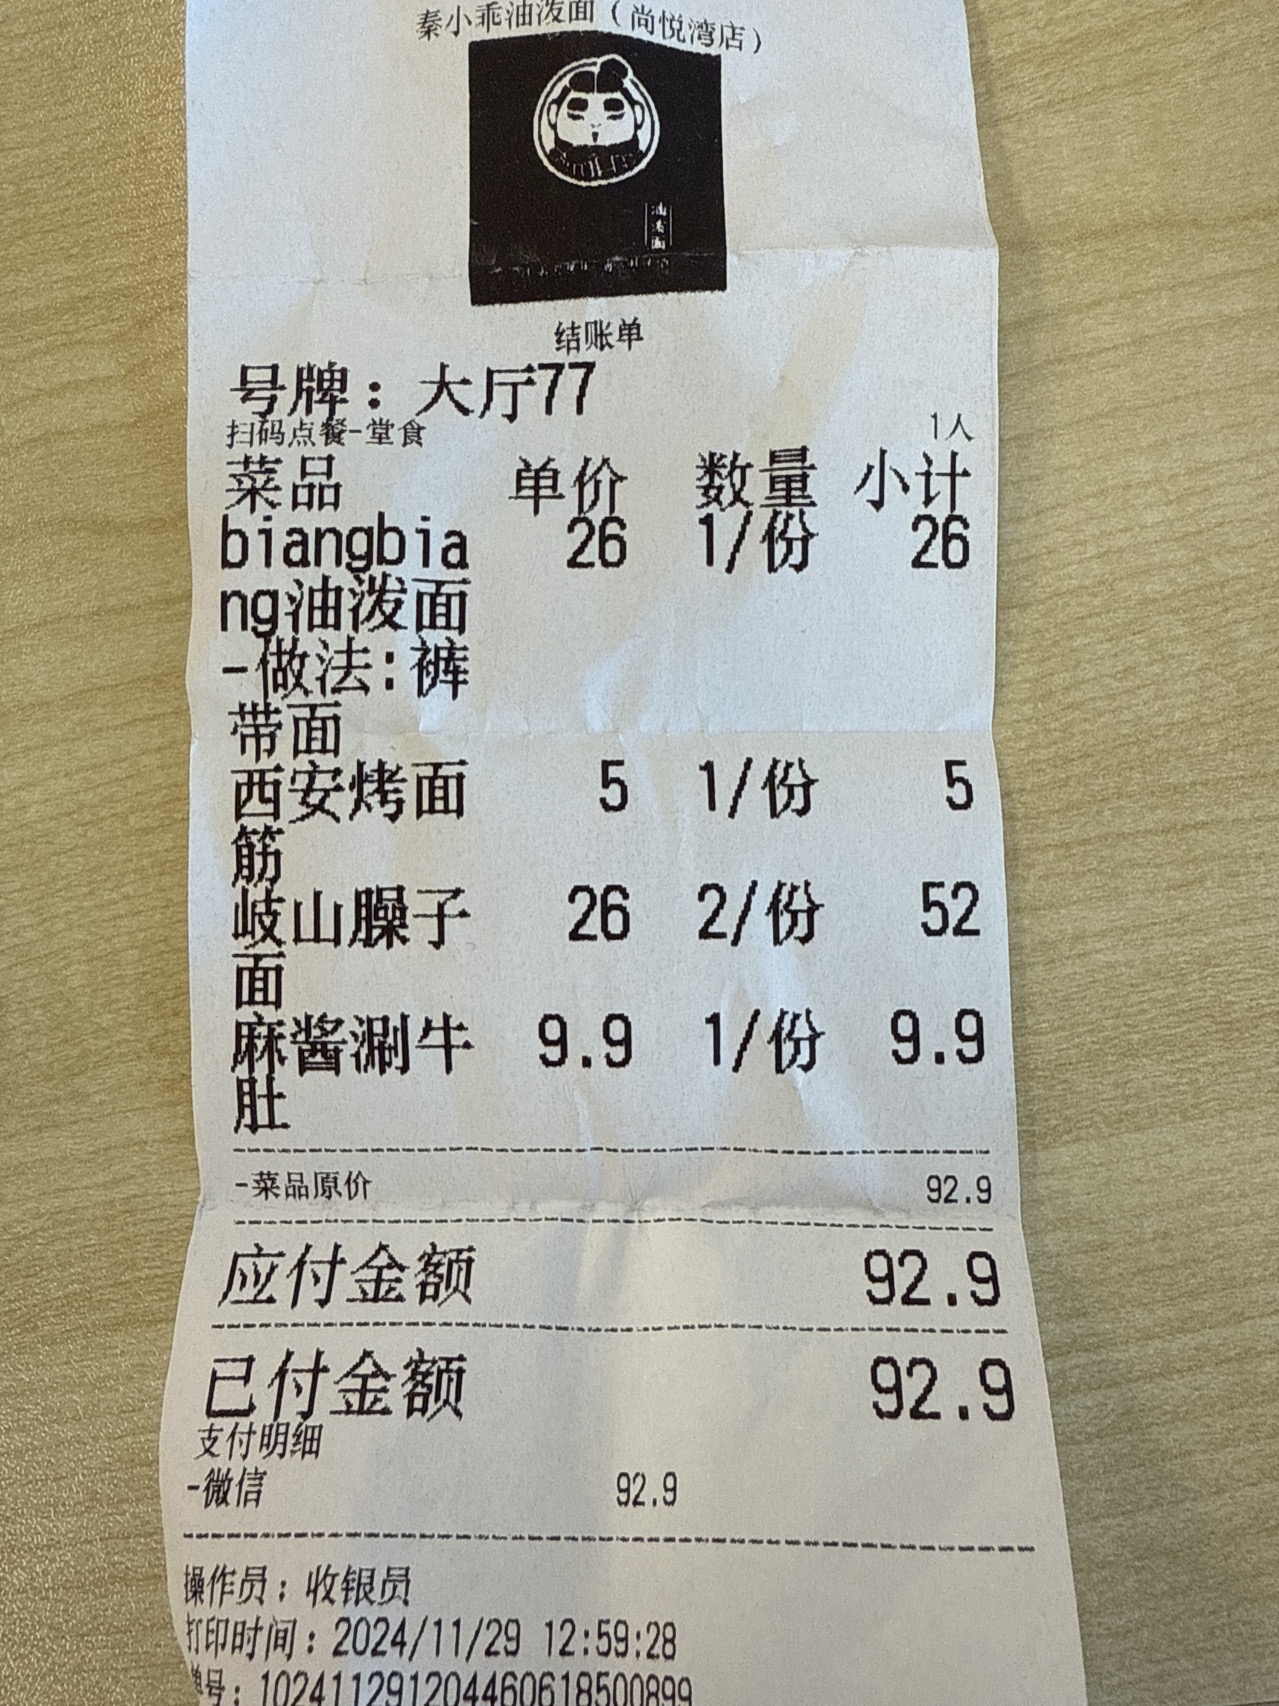 秦小乖油泼面（尚悦湾店）
油泼面
结账单
号牌：大厅77
扫码点餐-堂食 1人
菜品 单价 数量 小计
biangbia 26 1/份 26
ng油泼面
-做法:裤
带面
西安烤面 5 1/份 5
筋
岐山臊子 26 2/份 52
面
麻酱涮牛 9.9 1/份 9.9
肚
-菜品原价 92.9
应付金额 92.9
已付金额 92.9
支付明细
-微信 92.9
操作员：收银员
打印时间：2024/11/29 12:59:28
单号：102411291204460618500899